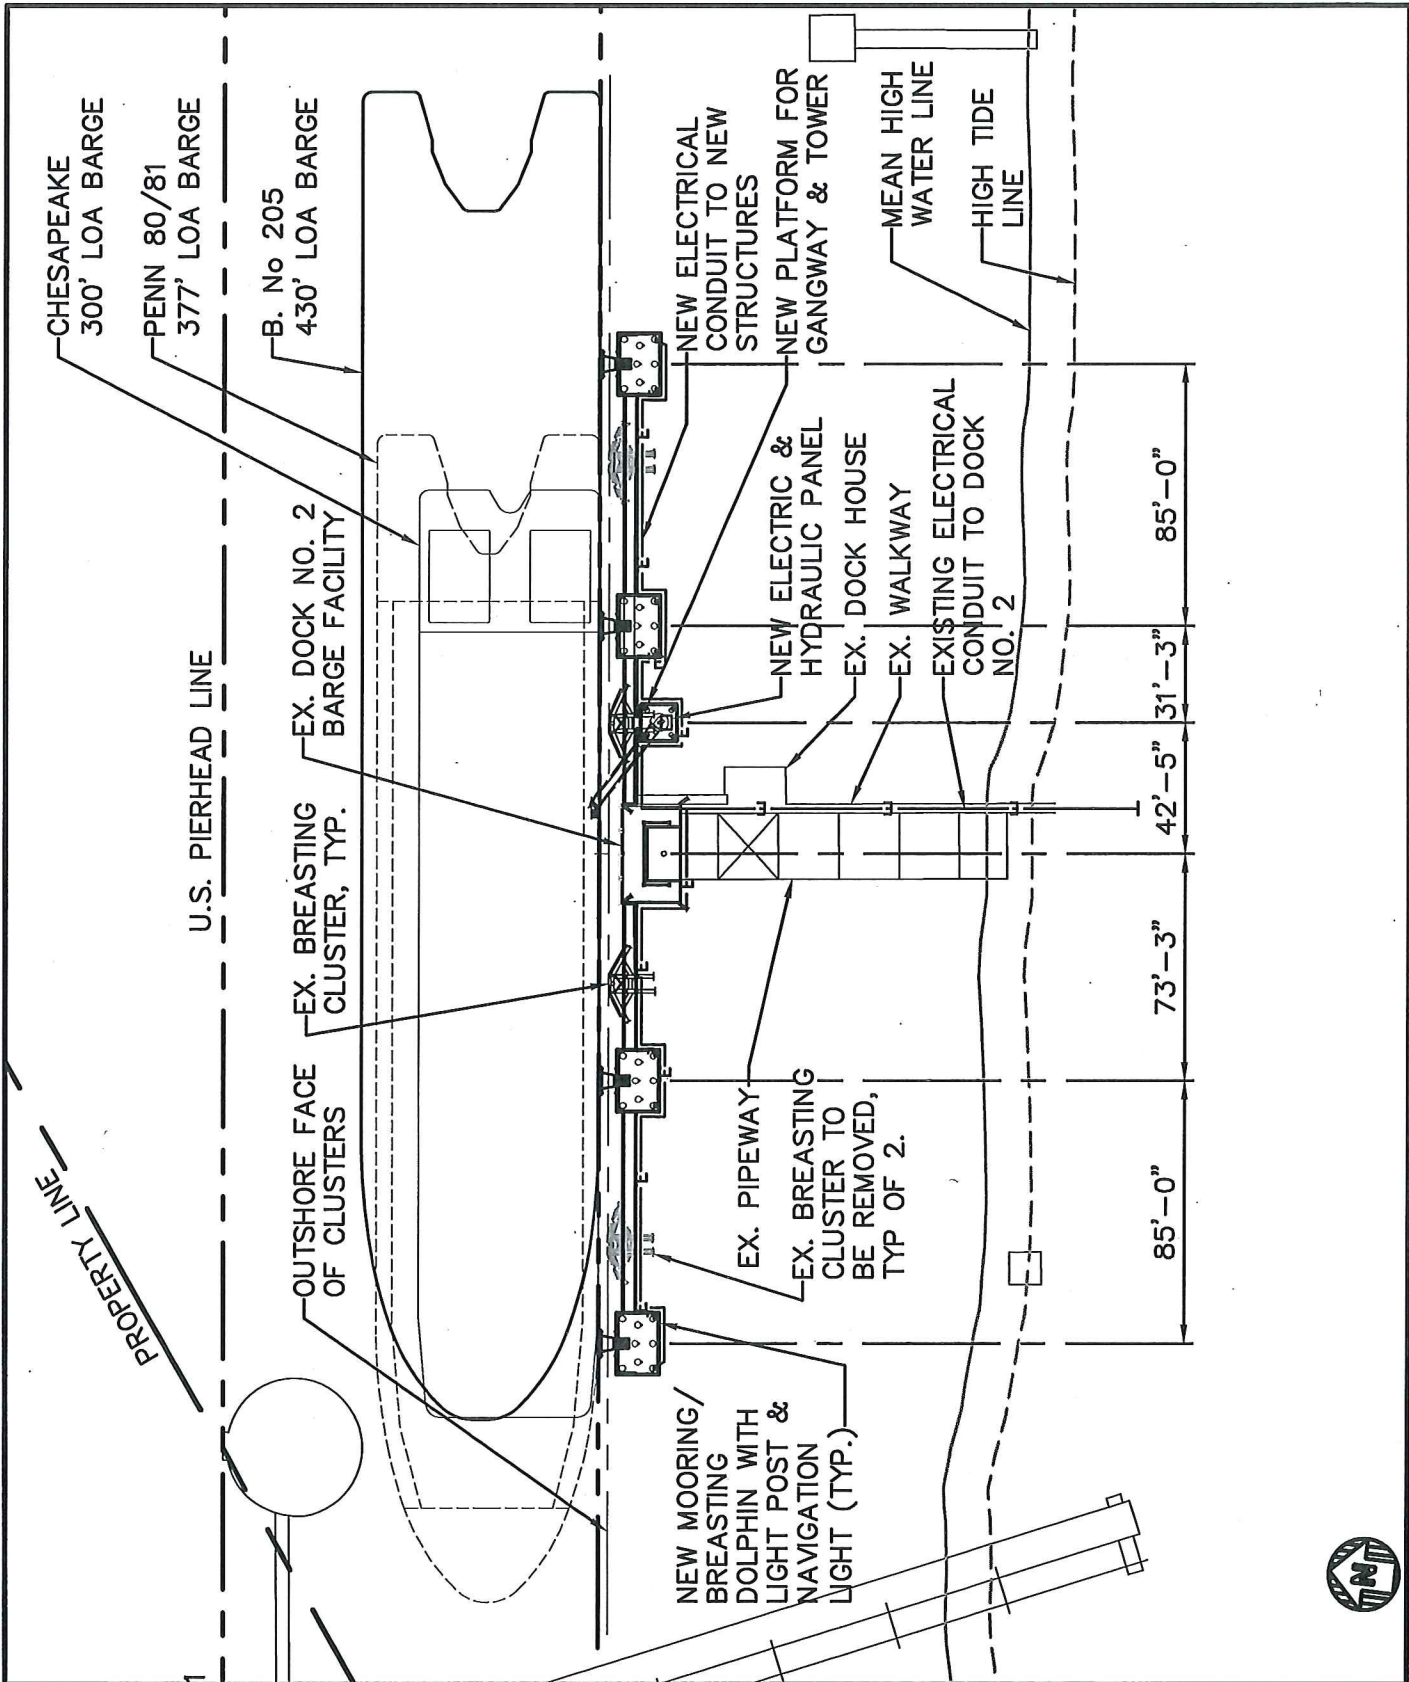 PROPERTY LINE
U.S. PIERHEAD LINE
CHESAPEAKE
300' LOA BARGE
PENN 80/81
377' LOA BARGE
B. No 205
430' LOA BARGE
OUTSHORE FACE
OF CLUSTERS
EX. BREASTING
CLUSTER, TYP.
EX. DOCK NO. 2
BARGE FACILITY
NEW ELECTRICAL
CONDUIT TO NEW
STRUCTURES
NEW PLATFORM FOR
GANGWAY & TOWER
NEW MOORING/
BREASTING
DOLPHIN WITH
LIGHT POST &
NAVIGATION
LIGHT (TYP.)
EX. PIPEWAY
EX. BREASTING
CLUSTER TO
BE REMOVED,
TYP OF 2.
NEW ELECTRIC &
HYDRAULIC PANEL
EX. DOCK HOUSE
EX. WALKWAY
EXISTING ELECTRICAL
CONDUIT TO DOCK
NO. 2
MEAN HIGH
WATER LINE
HIGH TIDE
LINE
E
E
E
E
E
E
E
E
E
E
85'-0"
73'-3"
42'-5"
31'-3"
85'-0"
N